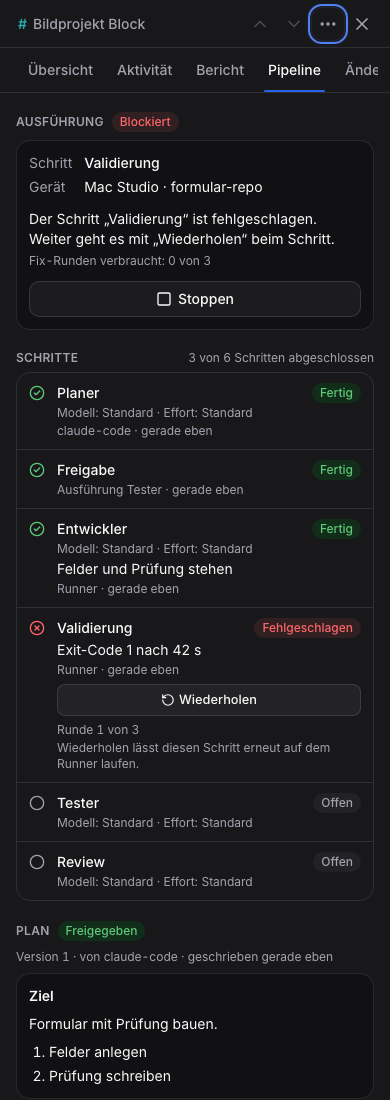 # Bildprojekt Block
Übersicht Aktivität Bericht Pipeline Ände
AUSFÜHRUNG Blockiert
Schritt Validierung
Gerät Mac Studio · formular-repo
Der Schritt „Validierung“ ist fehlgeschlagen.
Weiter geht es mit „Wiederholen“ beim Schritt.
Fix-Runden verbraucht: 0 von 3
Stoppen
SCHRITTE 3 von 6 Schritten abgeschlossen
Planer Fertig
Modell: Standard · Effort: Standard
claude-code · gerade eben
Freigabe Fertig
Ausführung Tester · gerade eben
Entwickler Fertig
Modell: Standard · Effort: Standard
Felder und Prüfung stehen
Runner · gerade eben
Validierung Fehlgeschlagen
Exit-Code 1 nach 42 s
Runner · gerade eben
Wiederholen
Runde 1 von 3
Wiederholen lässt diesen Schritt erneut auf dem
Runner laufen.
Tester Offen
Modell: Standard · Effort: Standard
Review Offen
Modell: Standard · Effort: Standard
PLAN Freigegeben
Version 1 · von claude-code · geschrieben gerade eben
Ziel
Formular mit Prüfung bauen.
1. Felder anlegen
2. Prüfung schreiben